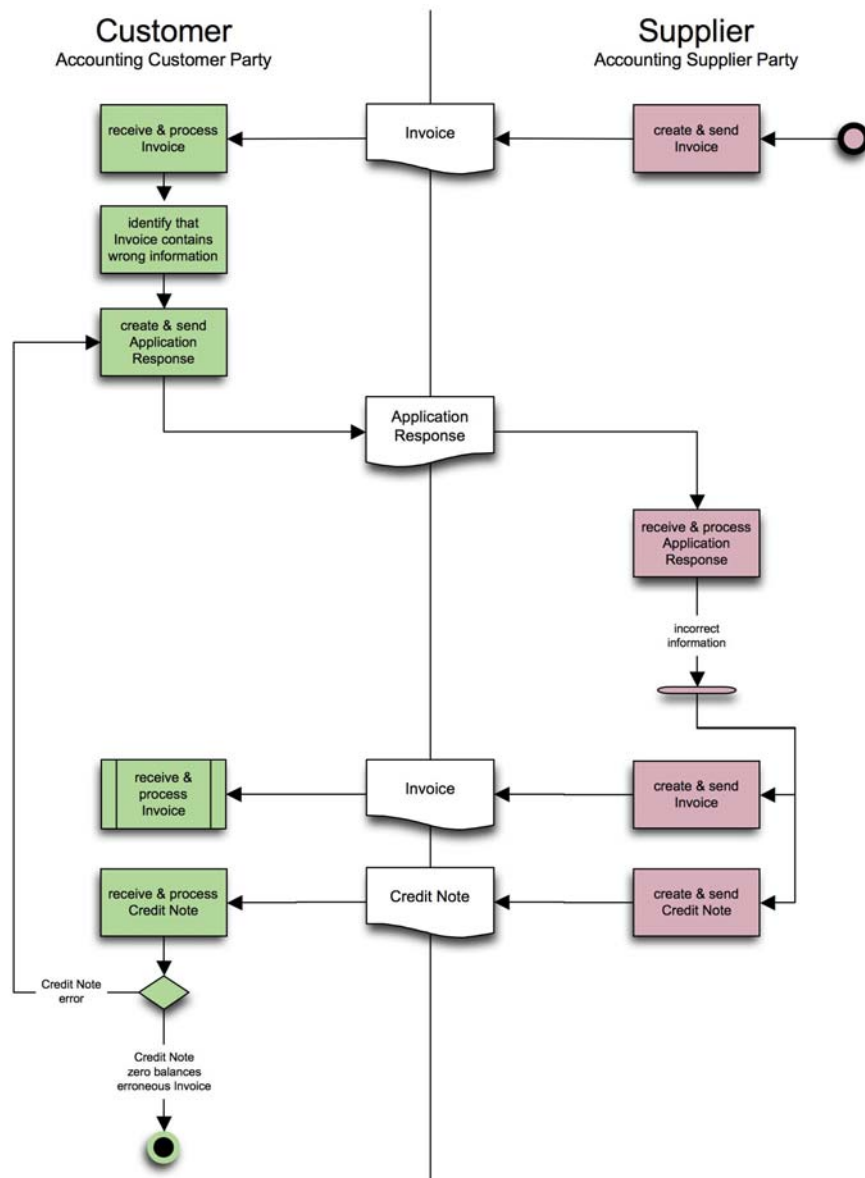 Customer
Accounting Customer Party
Supplier
Accounting Supplier Party
receive & process
Invoice
Invoice
create & send
Invoice
identify that
Invoice contains
wrong information
create & send
Application
Response
Application
Response
receive & process
Application
Response
incorrect
information
receive &
process
Invoice
Invoice
create & send
Invoice
receive & process
Credit Note
Credit Note
create & send
Credit Note
Credit Note
error
Credit Note
zero balances
erroneous Invoice